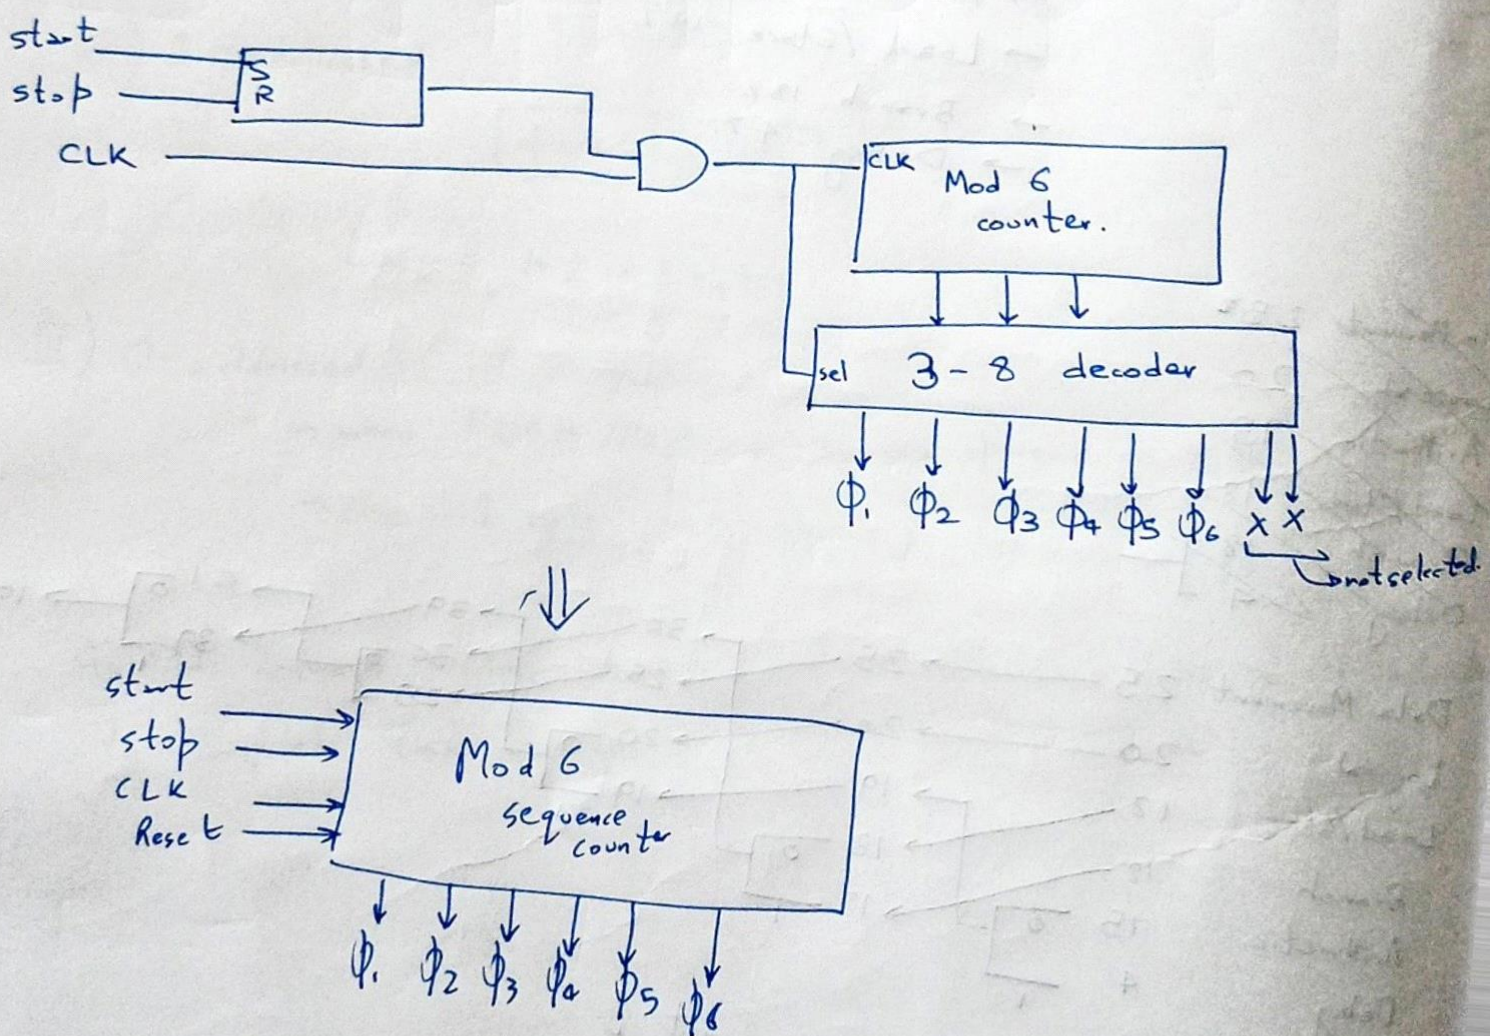 start
stop
S
R
CLK
CLK
Mod 6
counter.
sel 3-8 decoder
ϕ1 ϕ2 ϕ3 ϕ4 ϕ5 ϕ6 x x
not selected.
start
stop
CLK
Reset
Mod 6
sequence
counter
ϕ1 ϕ2 ϕ3 ϕ4 ϕ5 ϕ6